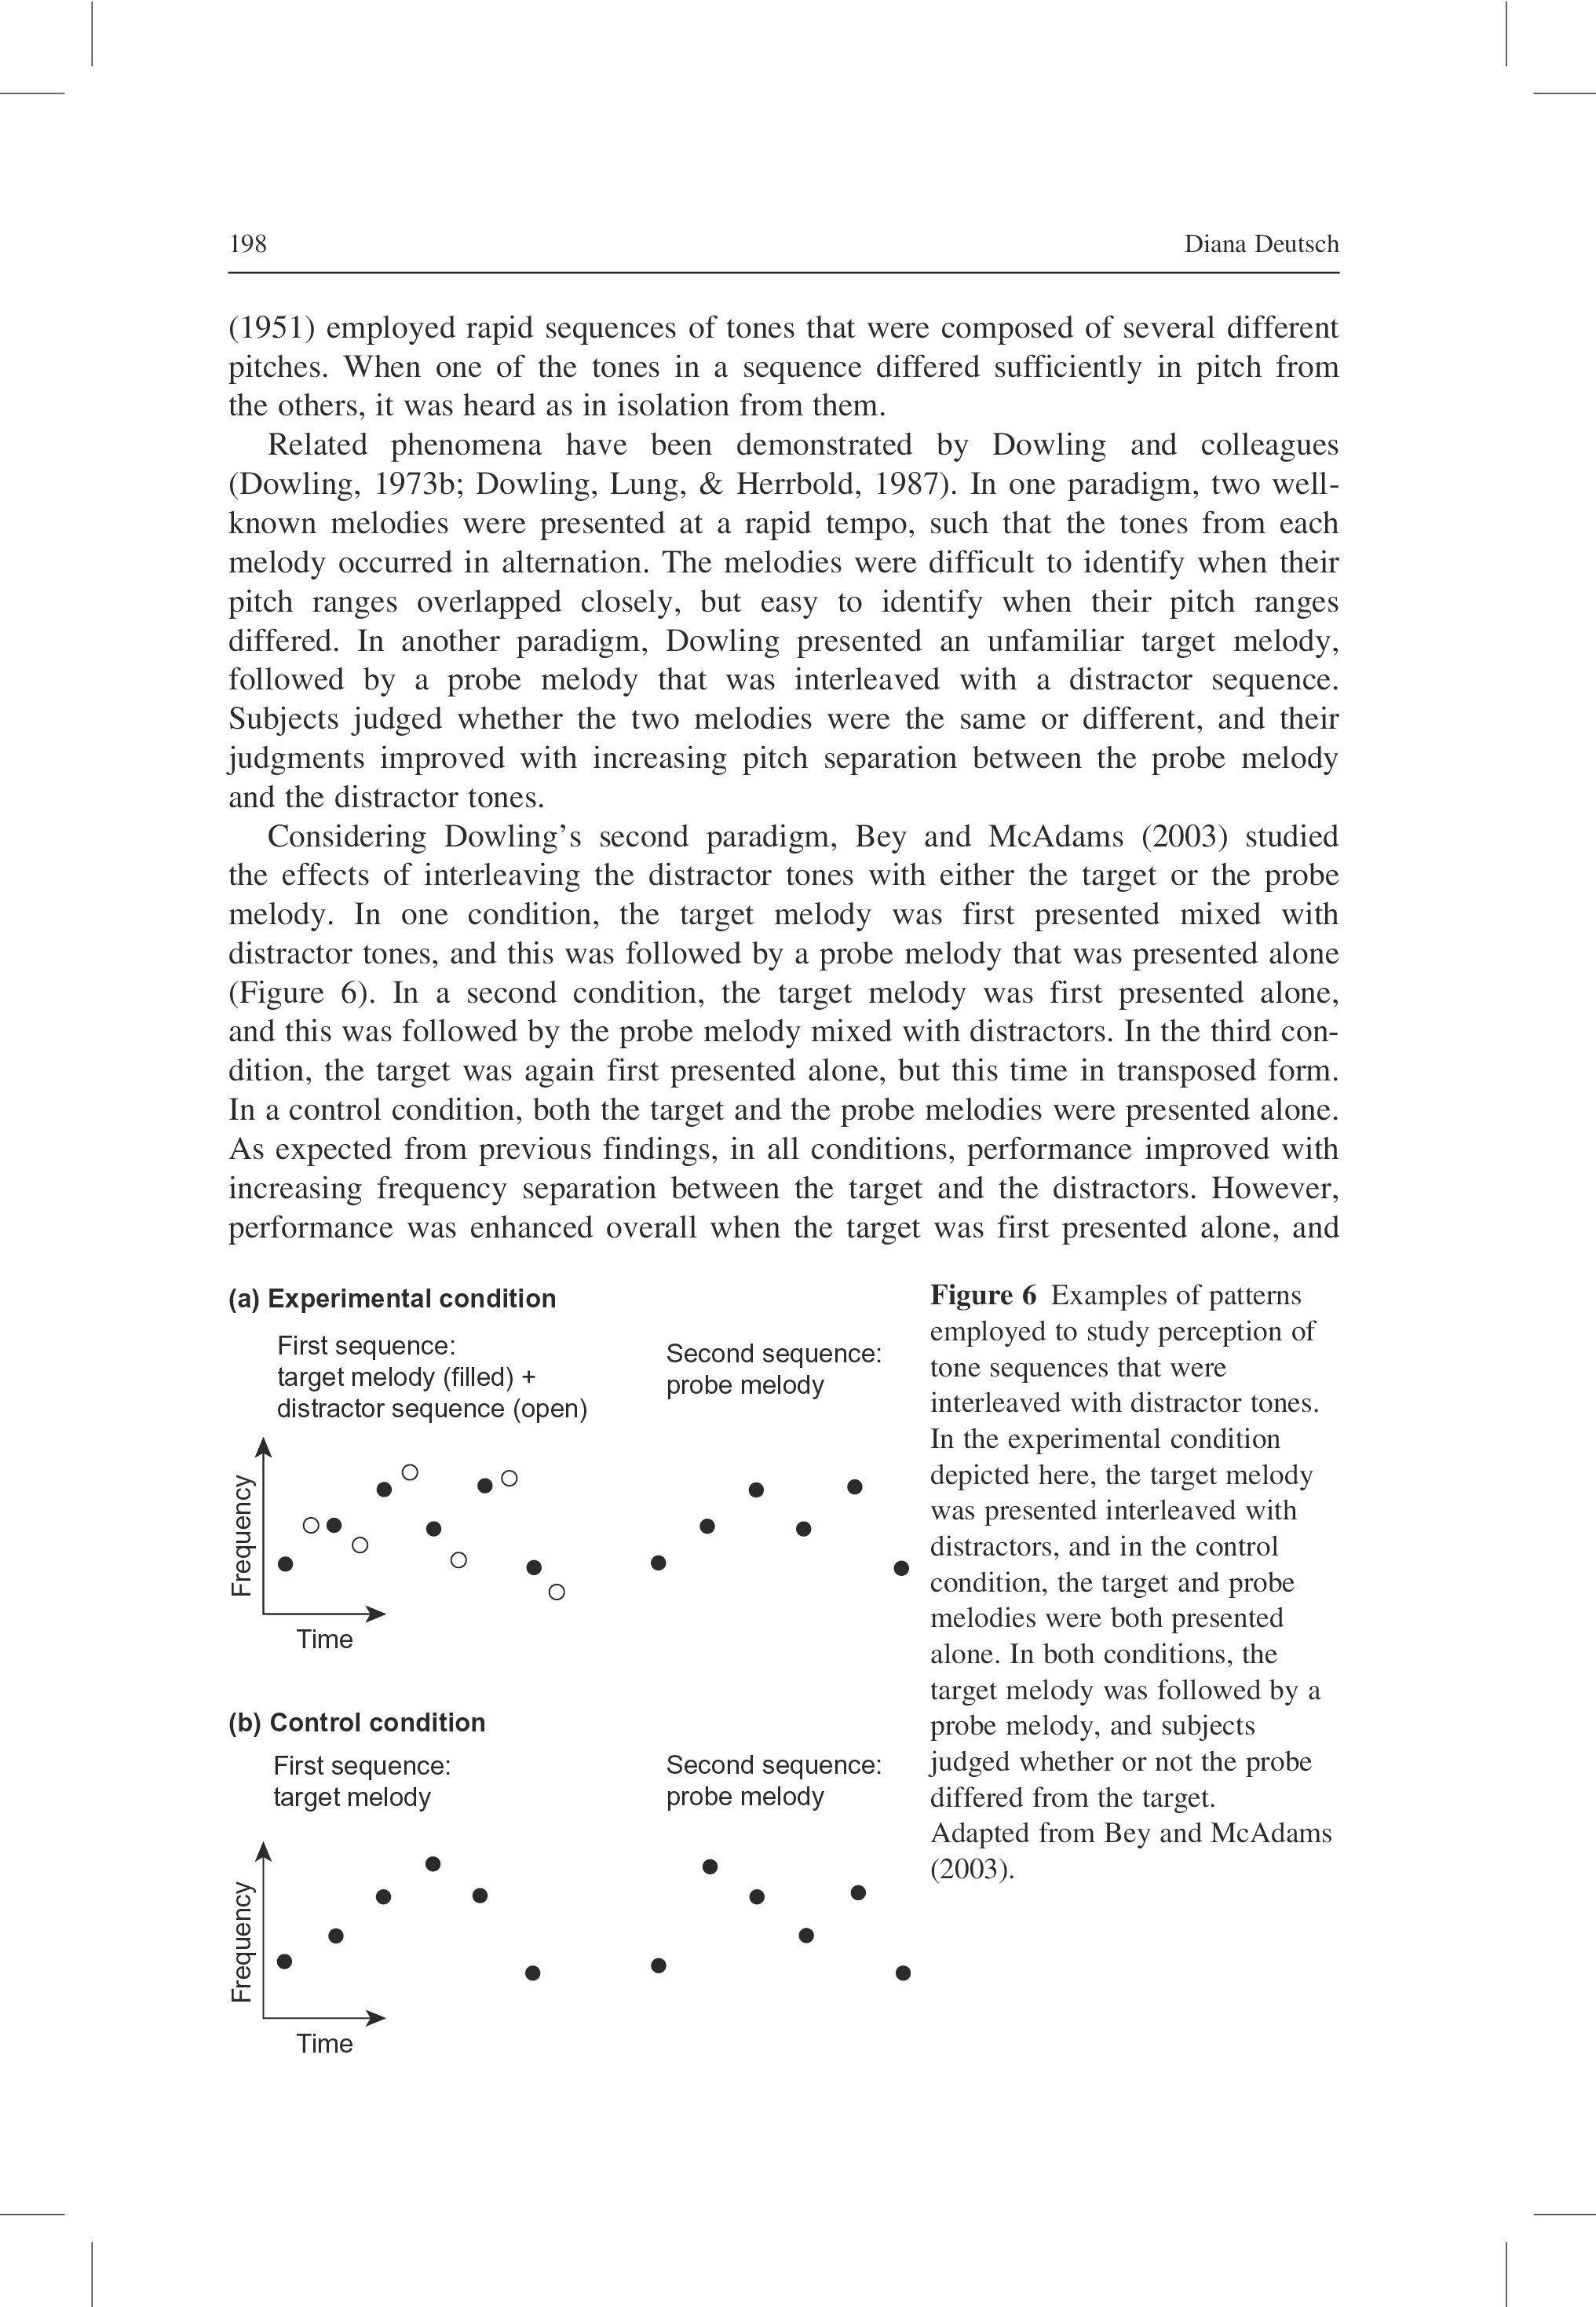 198
Diana Deutsch
(1951) employed rapid sequences of tones that were composed of several different
pitches. When one of the tones in a sequence differed sufficiently in pitch from
the others, it was heard as in isolation from them.
Related phenomena have been demonstrated by Dowling and colleagues
(Dowling, 1973b; Dowling, Lung, & Herrbold, 1987). In one paradigm, two well-
known melodies were presented at a rapid tempo, such that the tones from each
melody occurred in alternation. The melodies were difficult to identify when their
pitch ranges overlapped closely, but easy to identify when their pitch ranges
differed. In another paradigm, Dowling presented an unfamiliar target melody,
followed by a probe melody that was interleaved with a distractor sequence.
Subjects judged whether the two melodies were the same or different, and their
judgments improved with increasing pitch separation between the probe melody
and the distractor tones.
Considering Dowling’s second paradigm, Bey and McAdams (2003) studied
the effects of interleaving the distractor tones with either the target or the probe
melody. In one condition, the target melody was first presented mixed with
distractor tones, and this was followed by a probe melody that was presented alone
(Figure 6). In a second condition, the target melody was first presented alone,
and this was followed by the probe melody mixed with distractors. In the third con-
dition, the target was again first presented alone, but this time in transposed form.
In a control condition, both the target and the probe melodies were presented alone.
As expected from previous findings, in all conditions, performance improved with
increasing frequency separation between the target and the distractors. However,
performance was enhanced overall when the target was first presented alone, and
(a) Experimental condition
First sequence:
target melody (filled) +
distractor sequence (open)
Second sequence:
probe melody
Frequency
Time
(b) Control condition
First sequence:
target melody
Second sequence:
probe melody
Frequency
Time
Figure 6 Examples of patterns
employed to study perception of
tone sequences that were
interleaved with distractor tones.
In the experimental condition
depicted here, the target melody
was presented interleaved with
distractors, and in the control
condition, the target and probe
melodies were both presented
alone. In both conditions, the
target melody was followed by a
probe melody, and subjects
judged whether or not the probe
differed from the target.
Adapted from Bey and McAdams
(2003).